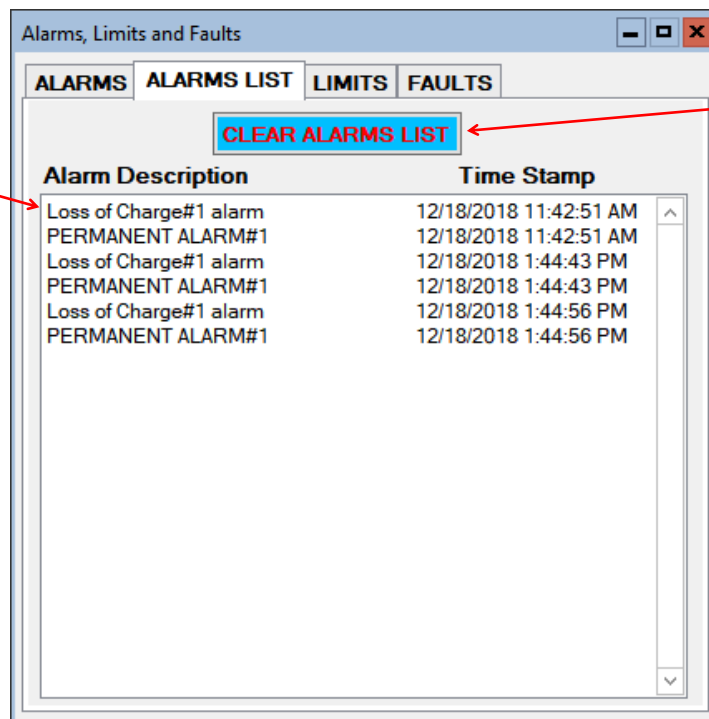 Alarms, Limits and Faults
ALARMS ALARMS LIST LIMITS FAULTS
CLEAR ALARMS LIST
Alarm Description Time Stamp
Loss of Charge#1 alarm 12/18/2018 11:42:51 AM
PERMANENT ALARM#1 12/18/2018 11:42:51 AM
Loss of Charge#1 alarm 12/18/2018 1:44:43 PM
PERMANENT ALARM#1 12/18/2018 1:44:43 PM
Loss of Charge#1 alarm 12/18/2018 1:44:56 PM
PERMANENT ALARM#1 12/18/2018 1:44:56 PM